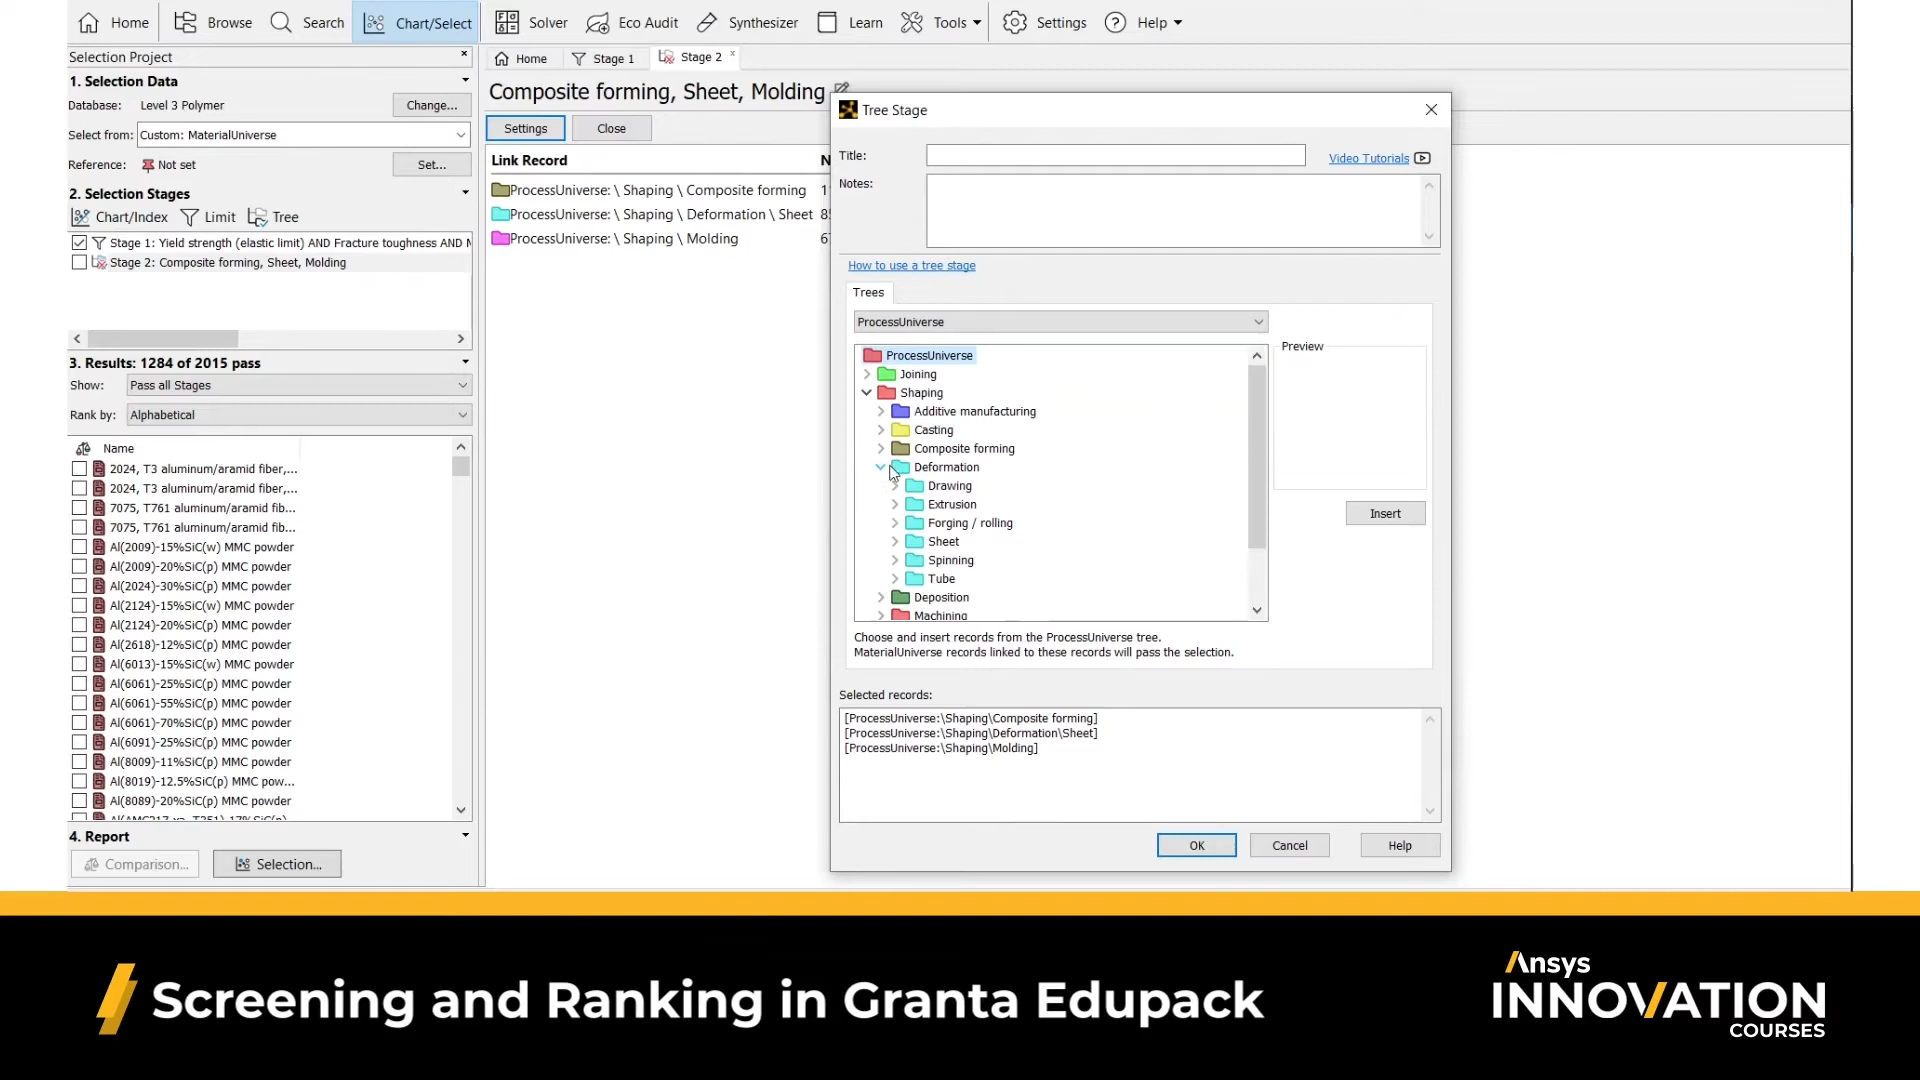 Home Browse Search Chart/Select Solver Eco Audit Synthesizer Learn Tools Settings Help
Selection Project
1. Selection Data
Database: Level 3 Polymer Change...
Select from: Custom: MaterialUniverse
Reference: Not set Set...
2. Selection Stages
Chart/Index Limit Tree
Stage 1: Yield strength (elastic limit) AND Fracture toughness AND
Stage 2: Composite forming, Sheet, Molding
3. Results: 1284 of 2015 pass
Show: Pass all Stages
Rank by: Alphabetical
Name
2024, T3 aluminum/aramid fiber,...
2024, T3 aluminum/aramid fiber,...
7075, T761 aluminum/aramid fib...
7075, T761 aluminum/aramid fib...
Al(2009)-15%SiC(w) MMC powder
Al(2009)-20%SiC(p) MMC powder
Al(2024)-30%SiC(p) MMC powder
Al(2124)-15%SiC(w) MMC powder
Al(2124)-20%SiC(p) MMC powder
Al(2618)-12%SiC(p) MMC powder
Al(6013)-15%SiC(w) MMC powder
Al(6061)-25%SiC(p) MMC powder
Al(6061)-55%SiC(p) MMC powder
Al(6061)-70%SiC(p) MMC powder
Al(6091)-25%SiC(p) MMC powder
Al(8009)-11%SiC(p) MMC powder
Al(8019)-12.5%SiC(p) MMC pow...
Al(8089)-20%SiC(p) MMC powder
4. Report
Comparison... Selection...
Home Stage 1 Stage 2
Composite forming, Sheet, Molding
Settings Close
Link Record
ProcessUniverse: \ Shaping \ Composite forming
ProcessUniverse: \ Shaping \ Deformation \ Sheet
ProcessUniverse: \ Shaping \ Molding
Tree Stage
Title: Video Tutorials
Notes:
How to use a tree stage
Trees
ProcessUniverse
ProcessUniverse
Joining
Shaping
Additive manufacturing
Casting
Composite forming
Deformation
Drawing
Extrusion
Forging / rolling
Sheet
Spinning
Tube
Deposition
Machining
Preview
Insert
Choose and insert records from the ProcessUniverse tree.
MaterialUniverse records linked to these records will pass the selection.
Selected records:
[ProcessUniverse:\Shaping\Composite forming]
[ProcessUniverse:\Shaping\Deformation\Sheet]
[ProcessUniverse:\Shaping\Molding]
OK Cancel Help
Screening and Ranking in Granta Edupack
Ansys
INNOVATION
COURSES